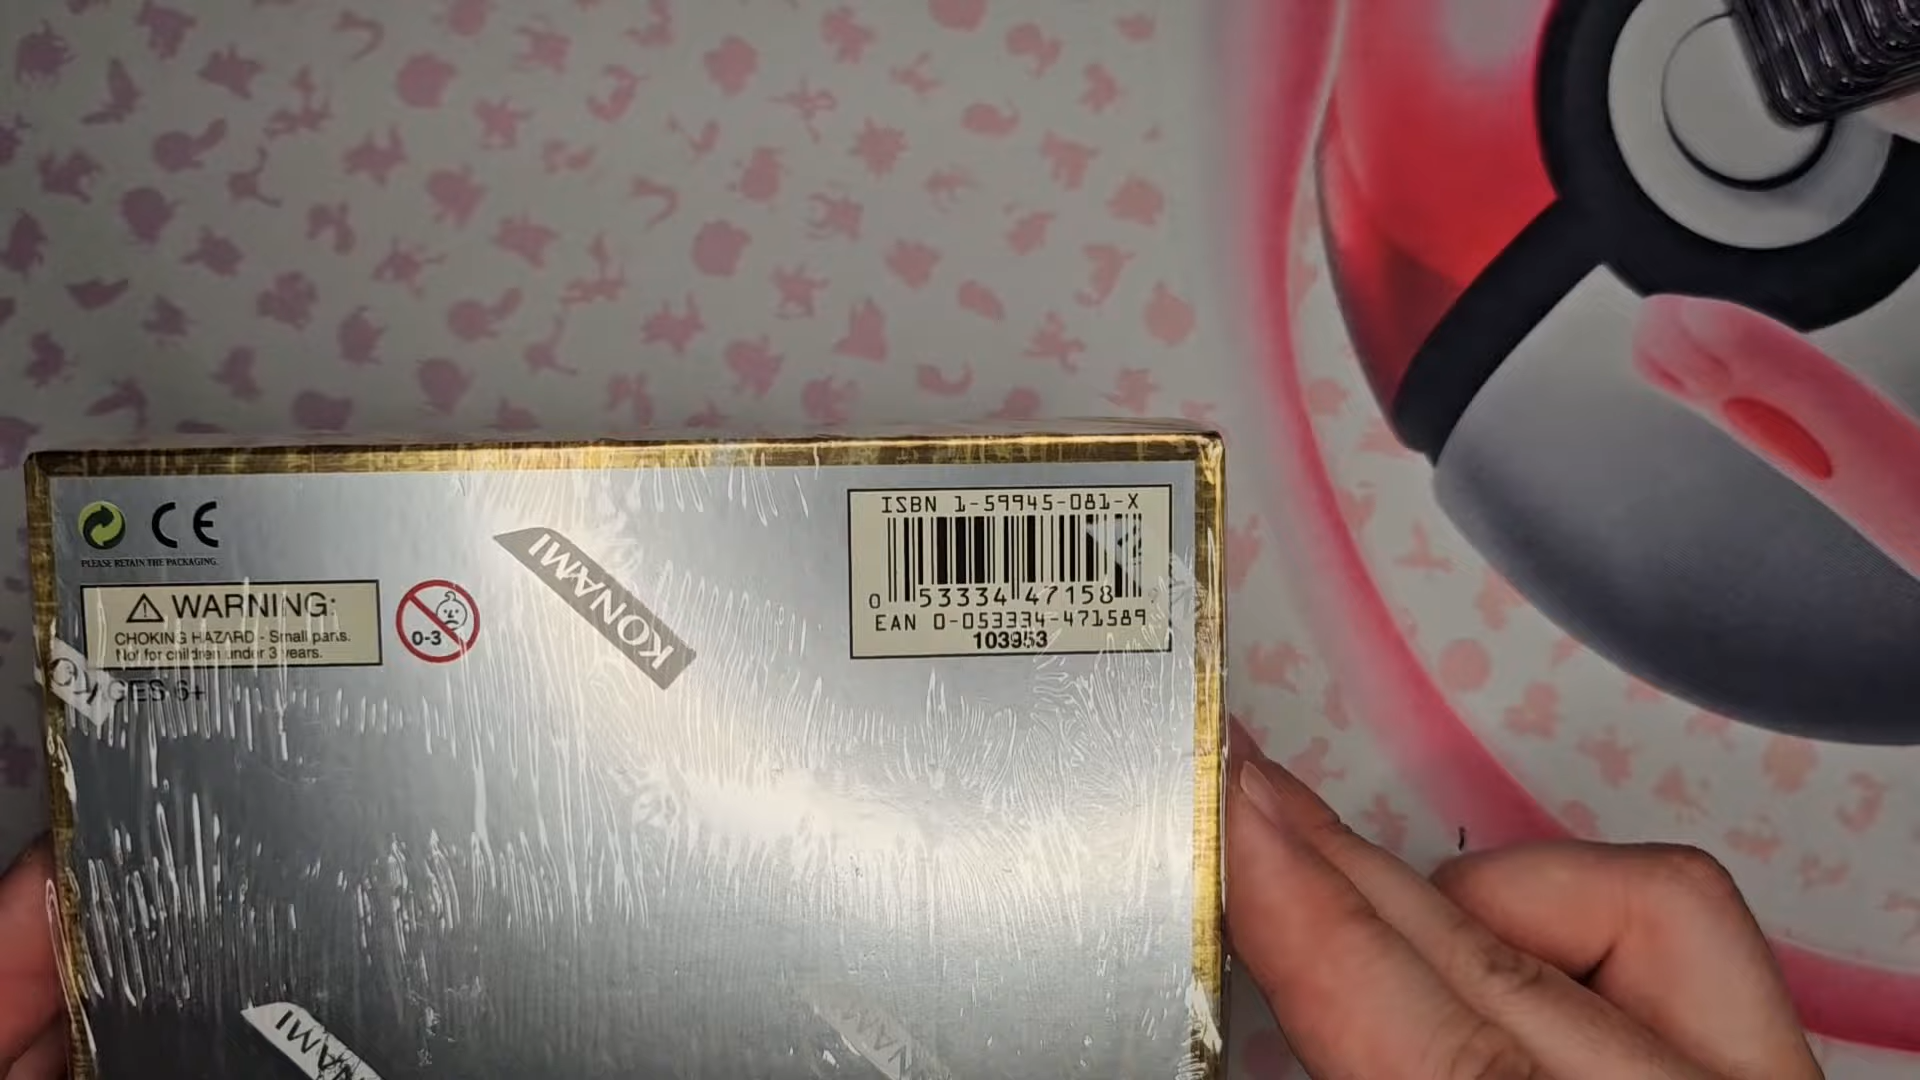 CE
PLEASE RETAIN THE PACKAGING.
WARNING:
CHOKING HAZARD - Small parts.
Not for children under 3 years.
0-3
AGES 6+
KONAMI
ISBN 1-59945-081-X
0 53334 47158 9
EAN 0-053334-471589
103953
KONAMI